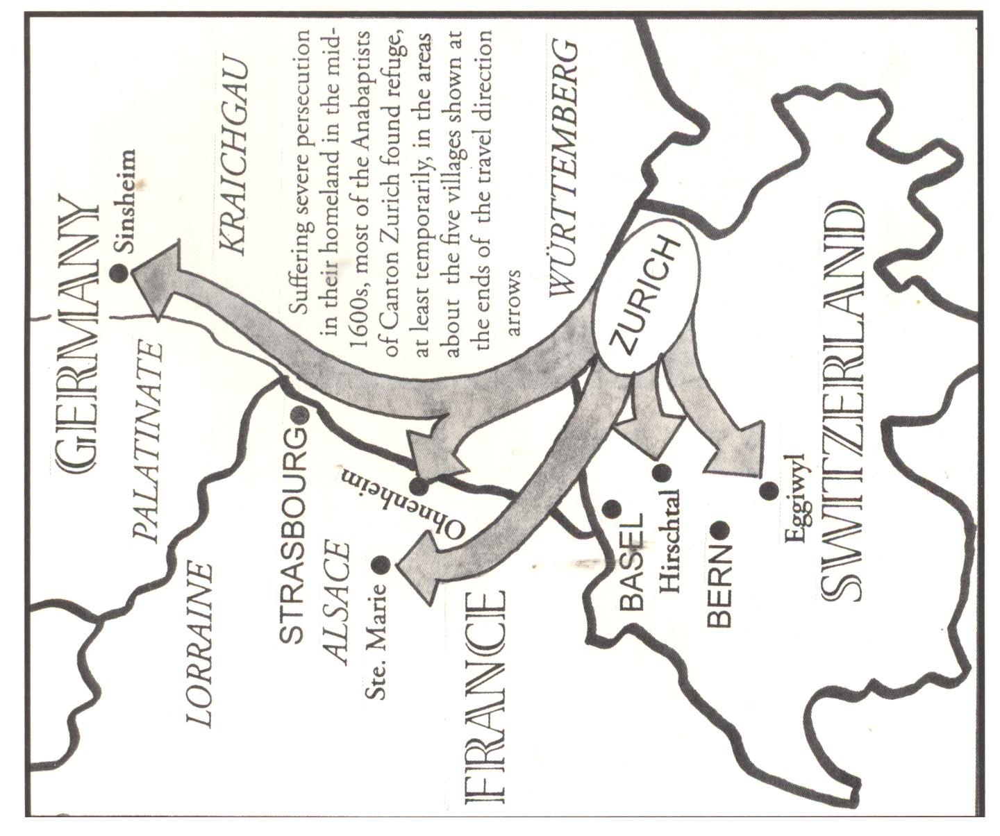 GERMANY
Sinsheim
PALATINATE
KRAICHGAU
LORRAINE
Suffering severe persecution
in their homeland in the mid-
1600s, most of the Anabaptists
of Canton Zurich found refuge,
at least temporarily, in the areas
about the five villages shown at
the ends of the travel direction
arrows
STRASBOURG
ALSACE
Ste. Marie
Ohnenheim
WÜRTTEMBERG
FRANCE
ZURICH
BASEL
Hirschtal
BERN
Eggiwyl
SWITZERLAND